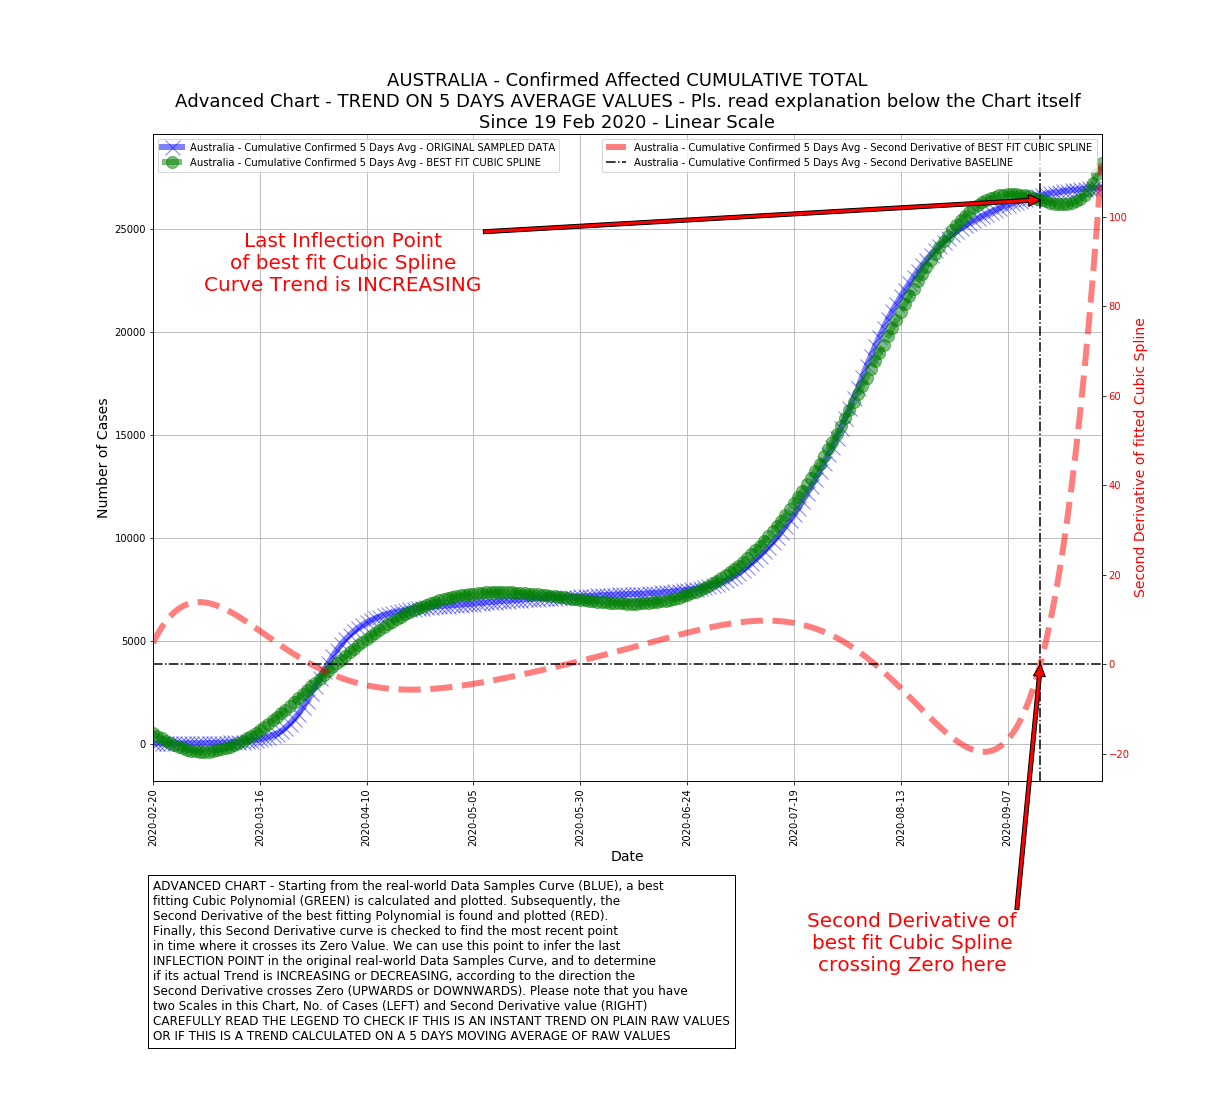 AUSTRALIA - Confirmed Affected CUMULATIVE TOTAL
Advanced Chart - TREND ON 5 DAYS AVERAGE VALUES - Pls. read explanation below the Chart itself
Since 19 Feb 2020 - Linear Scale
Australia - Cumulative Confirmed 5 Days Avg - ORIGINAL SAMPLED DATA
Australia - Cumulative Confirmed 5 Days Avg - BEST FIT CUBIC SPLINE
Australia - Cumulative Confirmed 5 Days Avg - Second Derivative of BEST FIT CUBIC SPLINE
Australia - Cumulative Confirmed 5 Days Avg - Second Derivative BASELINE
Last Inflection Point
of best fit Cubic Spline
Curve Trend is INCREASING
Number of Cases
25000
20000
15000
10000
5000
0
100
80
60
40
20
0
−20
Second Derivative of fitted Cubic Spline
2020-02-20
2020-03-16
2020-04-10
2020-05-05
2020-05-30
2020-06-24
2020-07-19
2020-08-13
2020-09-07
Date
ADVANCED CHART - Starting from the real-world Data Samples Curve (BLUE), a best
fitting Cubic Polynomial (GREEN) is calculated and plotted. Subsequently, the
Second Derivative of the best fitting Polynomial is found and plotted (RED).
Finally, this Second Derivative curve is checked to find the most recent point
in time where it crosses its Zero Value. We can use this point to infer the last
INFLECTION POINT in the original real-world Data Samples Curve, and to determine
if its actual Trend is INCREASING or DECREASING, according to the direction the
Second Derivative crosses Zero (UPWARDS or DOWNWARDS). Please note that you have
two Scales in this Chart, No. of Cases (LEFT) and Second Derivative value (RIGHT)
CAREFULLY READ THE LEGEND TO CHECK IF THIS IS AN INSTANT TREND ON PLAIN RAW VALUES
OR IF THIS IS A TREND CALCULATED ON A 5 DAYS MOVING AVERAGE OF RAW VALUES
Second Derivative of
best fit Cubic Spline
crossing Zero here